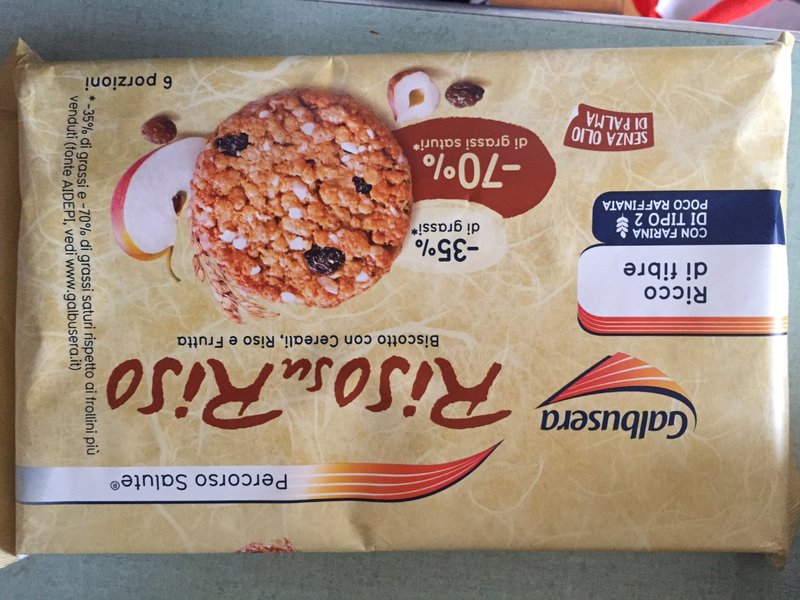 Percorso Salute®
Galbusera
RISO su RISO
Biscotto con Cereali, Riso e Frutta
Ricco
di fibre
CON FARINA
DI TIPO 2
POCO RAFFINATA
-35%
di grassi*
-70%
di grassi saturi*
SENZA OLIO
DI PALMA
6 porzioni
*-35% di grassi e -70% di grassi saturi rispetto ai frollini più
venduti (fonte AIDEPI, vedi www.galbusera.it)